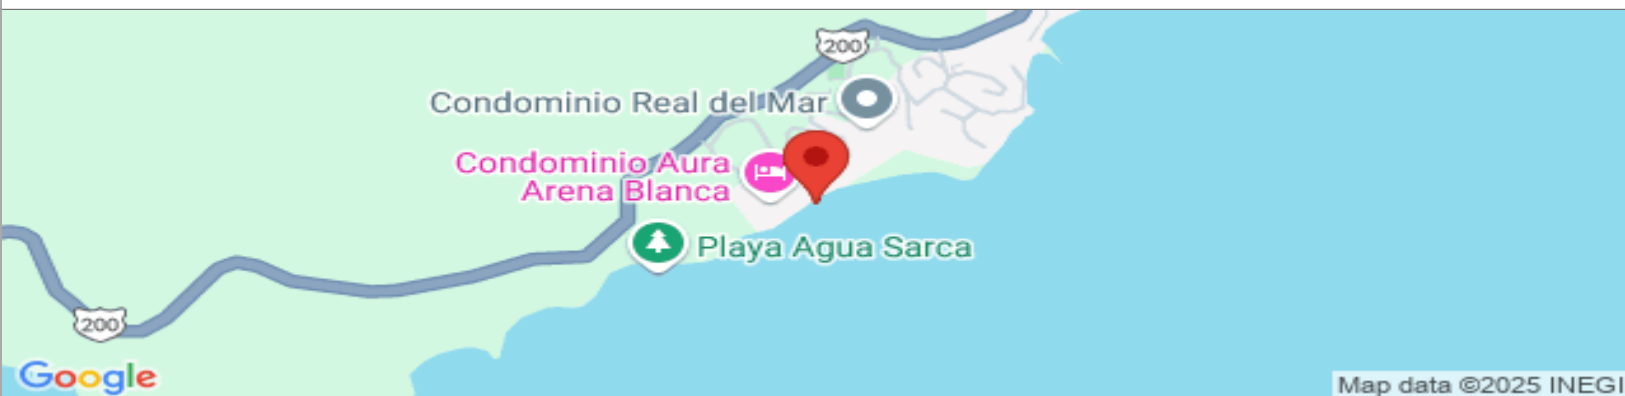 200
Condominio Real del Mar
Condominio Aura
Arena Blanca
Playa Agua Sarca
200
Google
Map data ©2025 INEGI